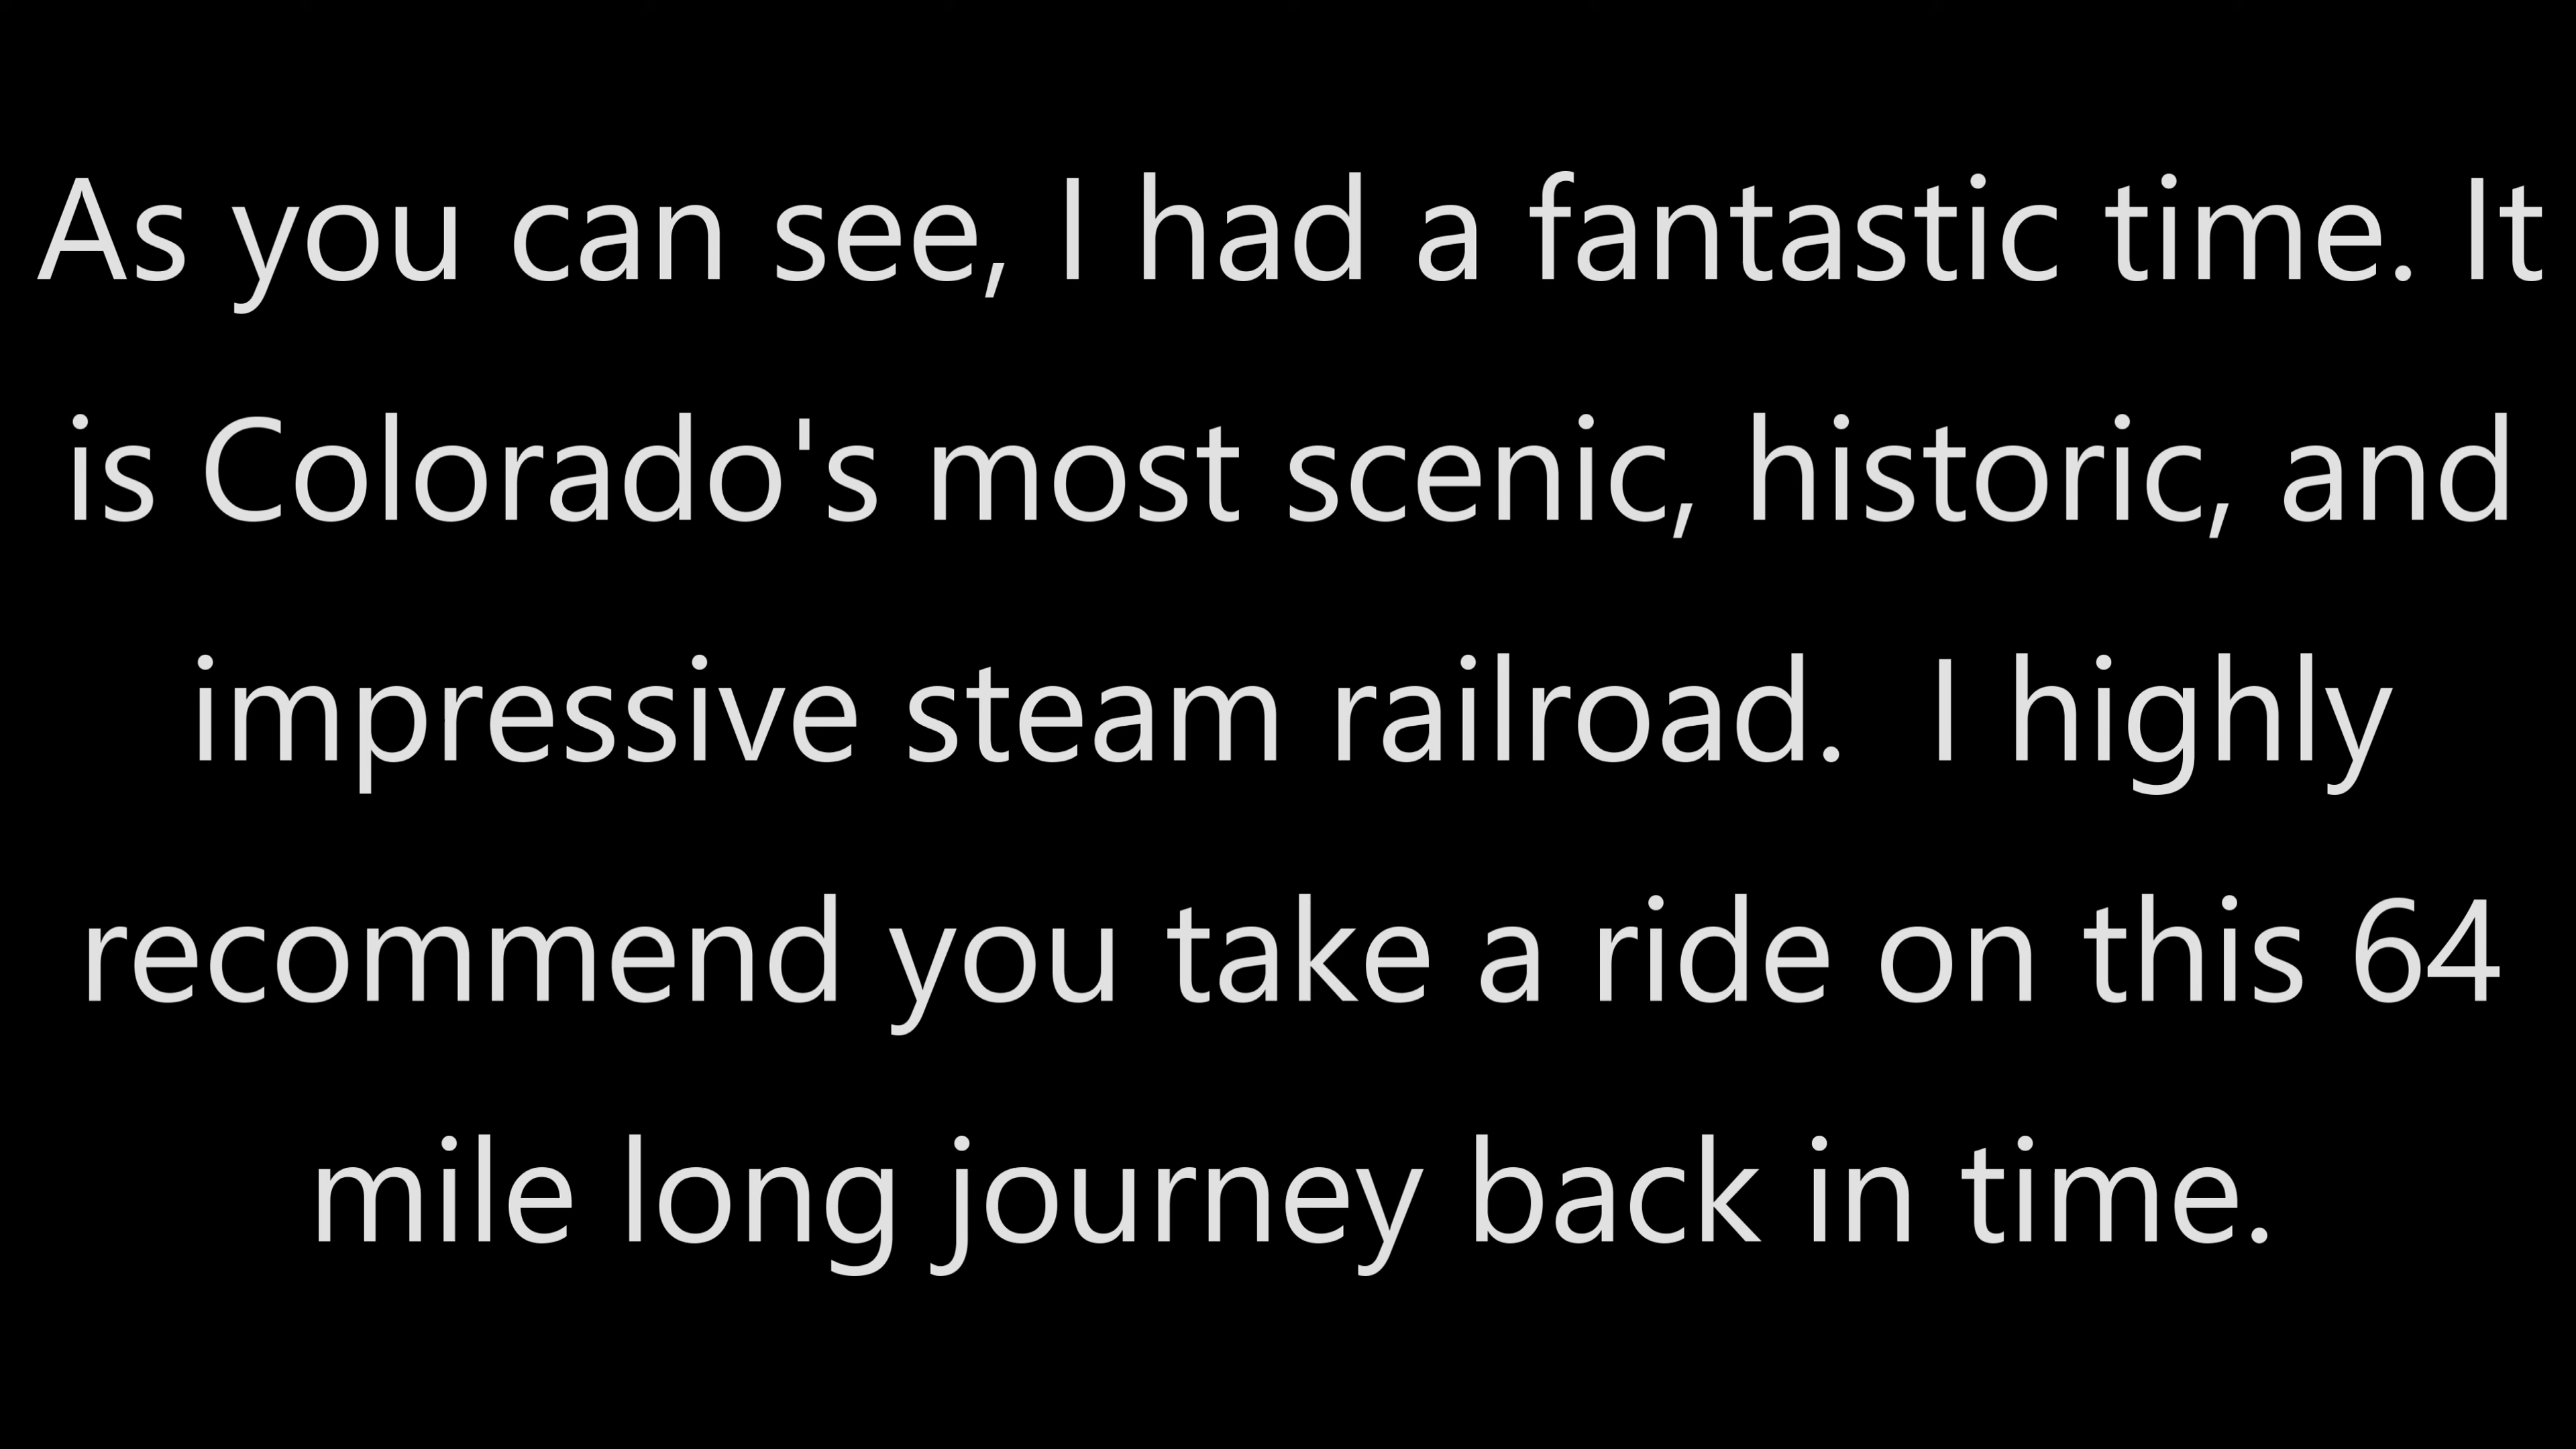 As you can see, I had a fantastic time. It
is Colorado's most scenic, historic, and
impressive steam railroad.  I highly
recommend you take a ride on this 64
mile long journey back in time.